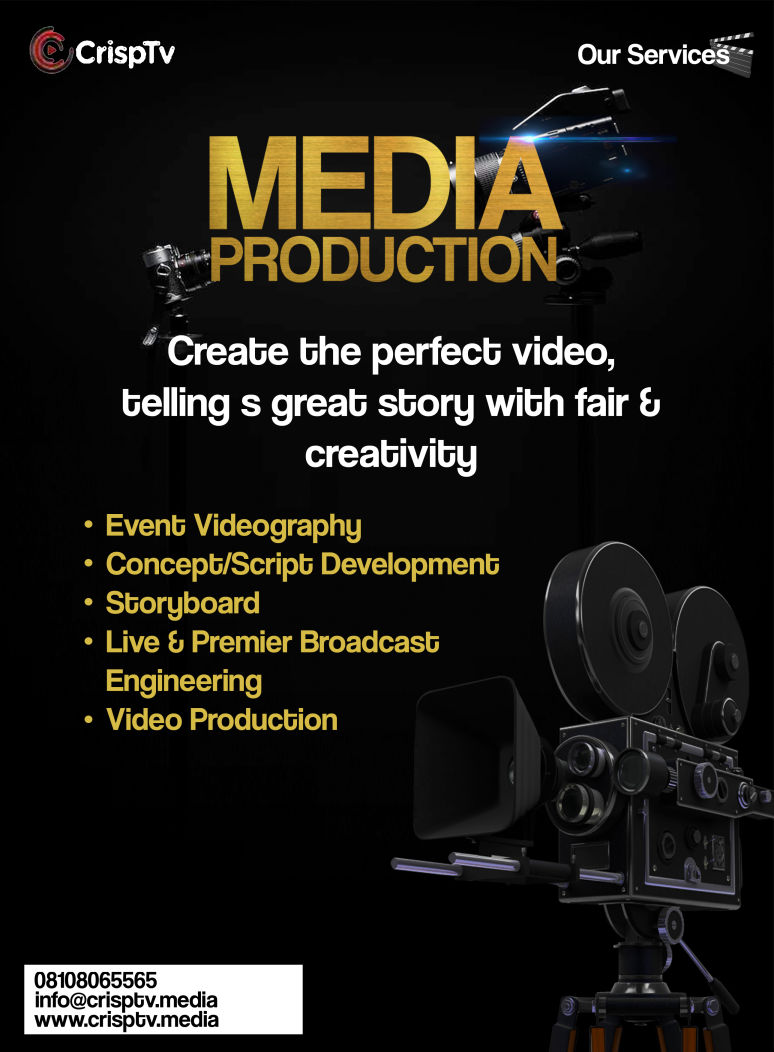 CrispTv
Our Services
MEDIA
PRODUCTION
Create the perfect video,
telling s great story with fair &
creativity
• Event Videography
• Concept/Script Development
• Storyboard
• Live & Premier Broadcast
Engineering
• Video Production
08108065565
info@crisptv.media
www.crisptv.media